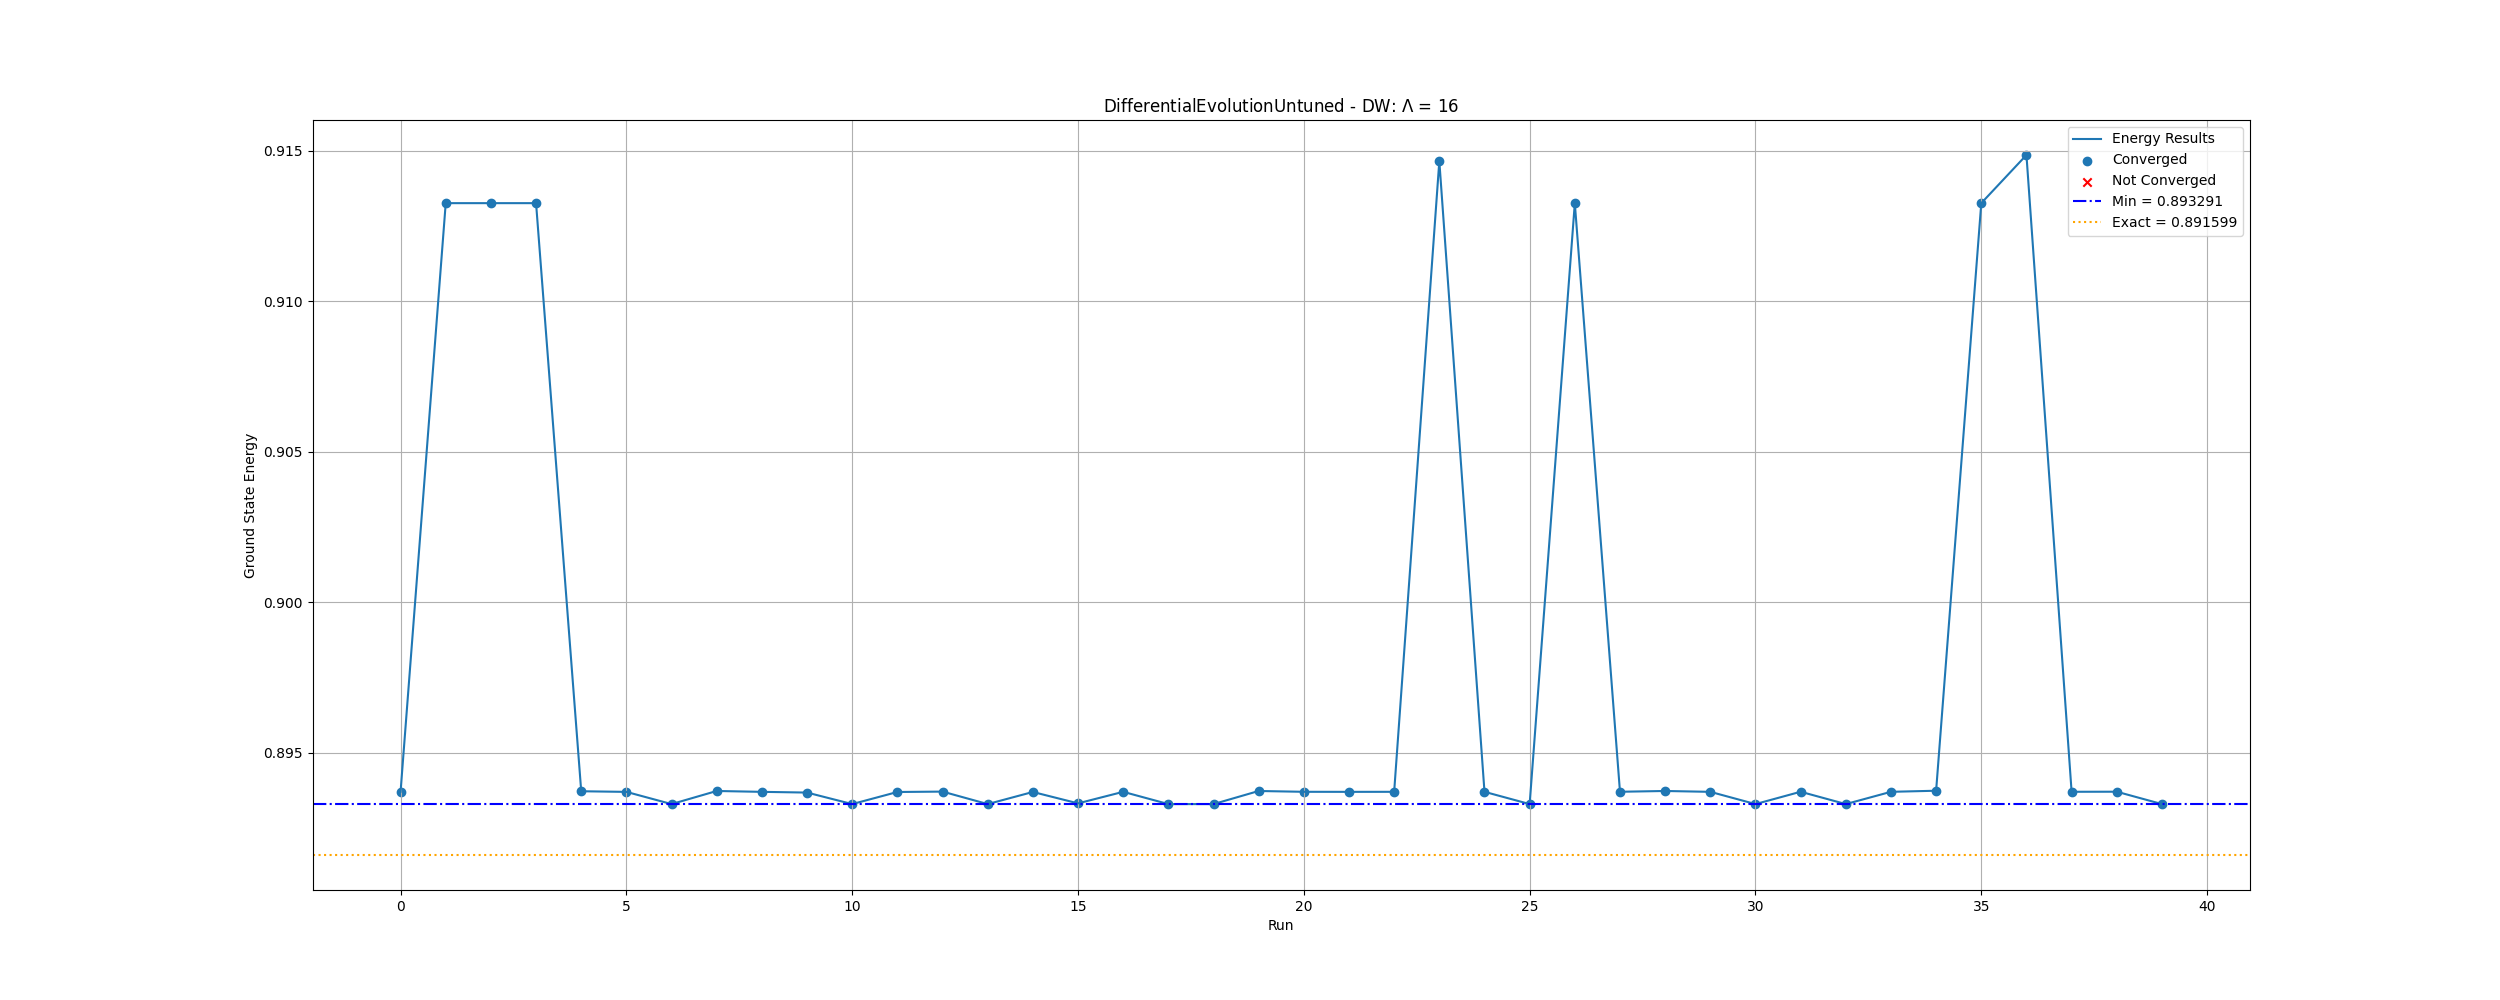 DifferentialEvolutionUntuned - DW: Λ = 16
Energy Results
Converged
Not Converged
Min = 0.893291
Exact = 0.891599
Ground State Energy
0.915
0.910
0.905
0.900
0.895
0
5
10
15
20
25
30
35
40
Run